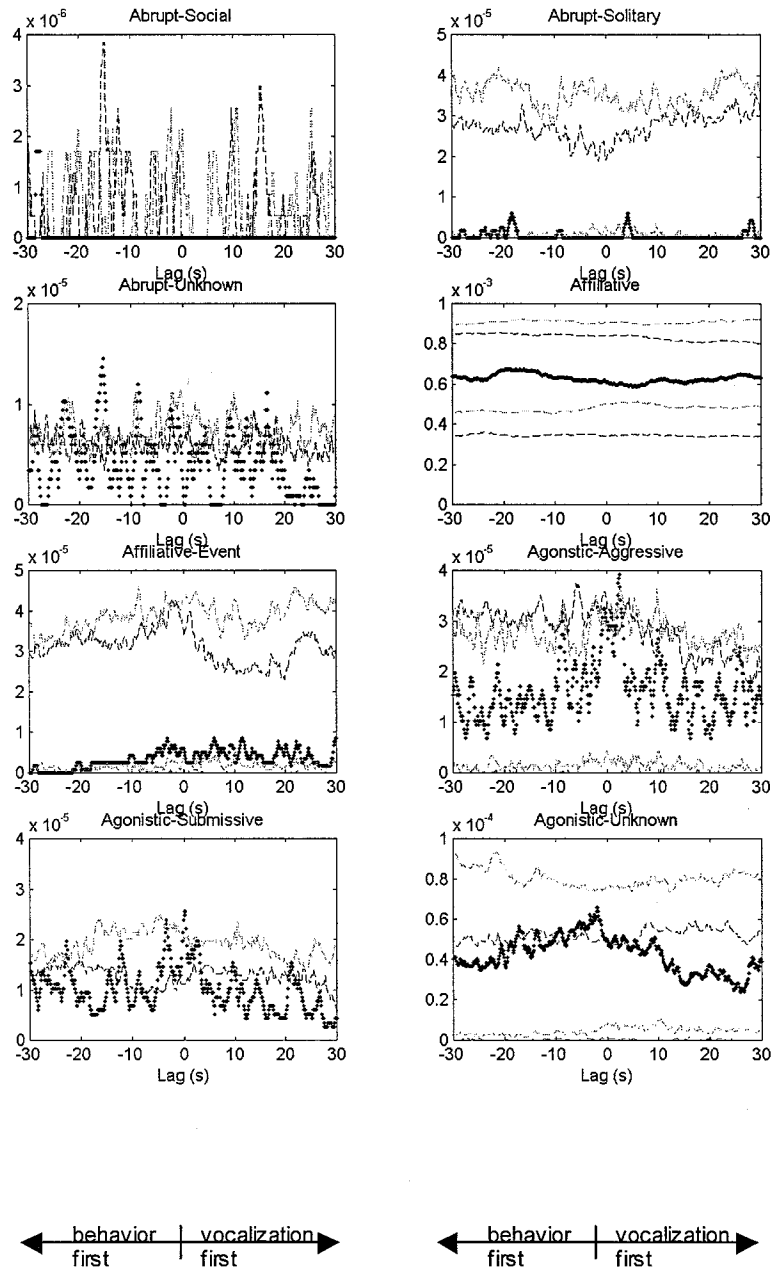 x 10-6
Abrupt-Social
4
3
2
1
0
-30 -20 -10 0 10 20 30
Lag (s)
x 10-5
Abrupt-Solitary
5
4
3
2
1
0
-30 -20 -10 0 10 20 30
Lag (s)
x 10-5
Abrupt-Unknown
2
1
0
-30 -20 -10 0 10 20 30
Lag (s)
x 10-3
Affiliative
1
0.8
0.6
0.4
0.2
0
-30 -20 -10 0 10 20 30
Lag (s)
x 10-5
Affiliative-Event
5
4
3
2
1
0
-30 -20 -10 0 10 20 30
Lag (s)
x 10-5
Agonstic-Aggressive
4
3
2
1
0
-30 -20 -10 0 10 20 30
Lag (s)
x 10-5
Agonistic-Submissive
4
3
2
1
0
-30 -20 -10 0 10 20 30
Lag (s)
x 10-4
Agonistic-Unknown
1
0.8
0.6
0.4
0.2
0
-30 -20 -10 0 10 20 30
Lag (s)
behavior vocalization
first first
behavior vocalization
first first